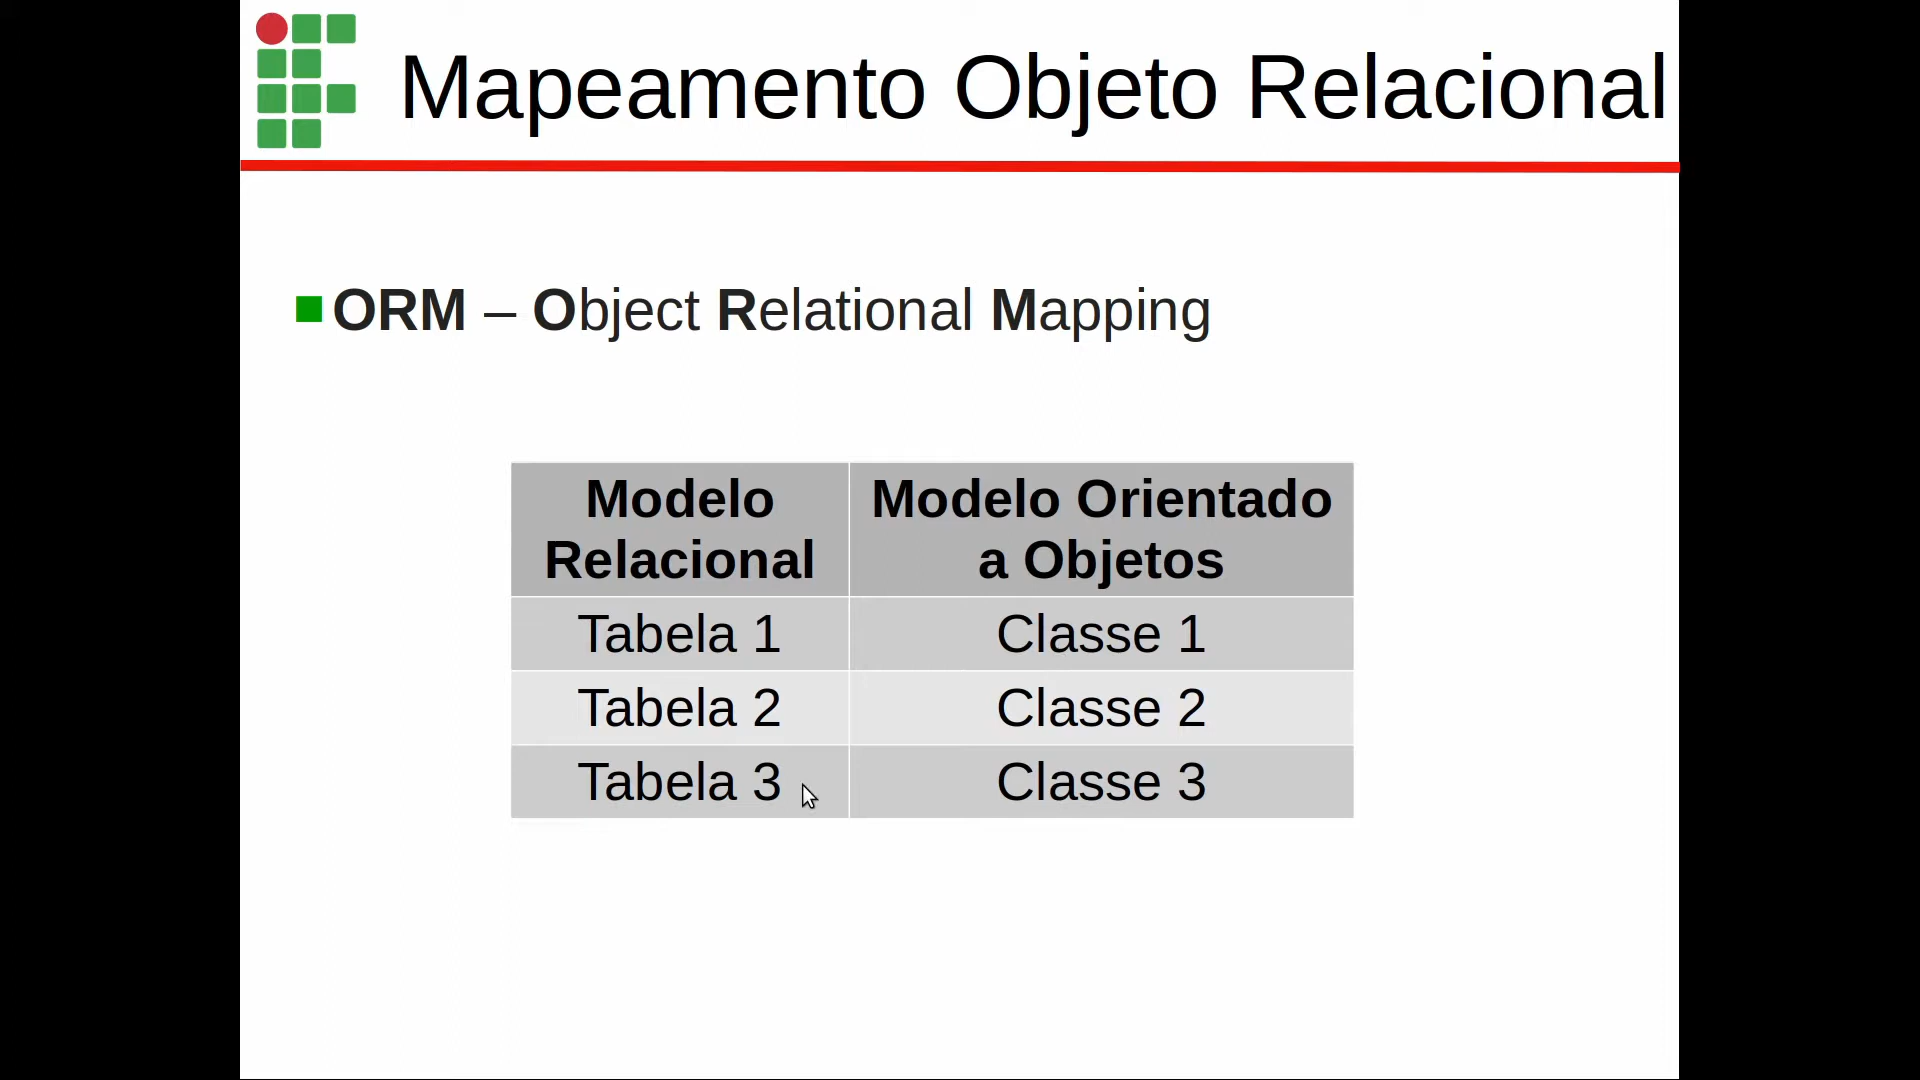 Mapeamento Objeto Relacional
ORM – Object Relational Mapping
Modelo Relacional
Modelo Orientado a Objetos
Tabela 1
Classe 1
Tabela 2
Classe 2
Tabela 3
Classe 3